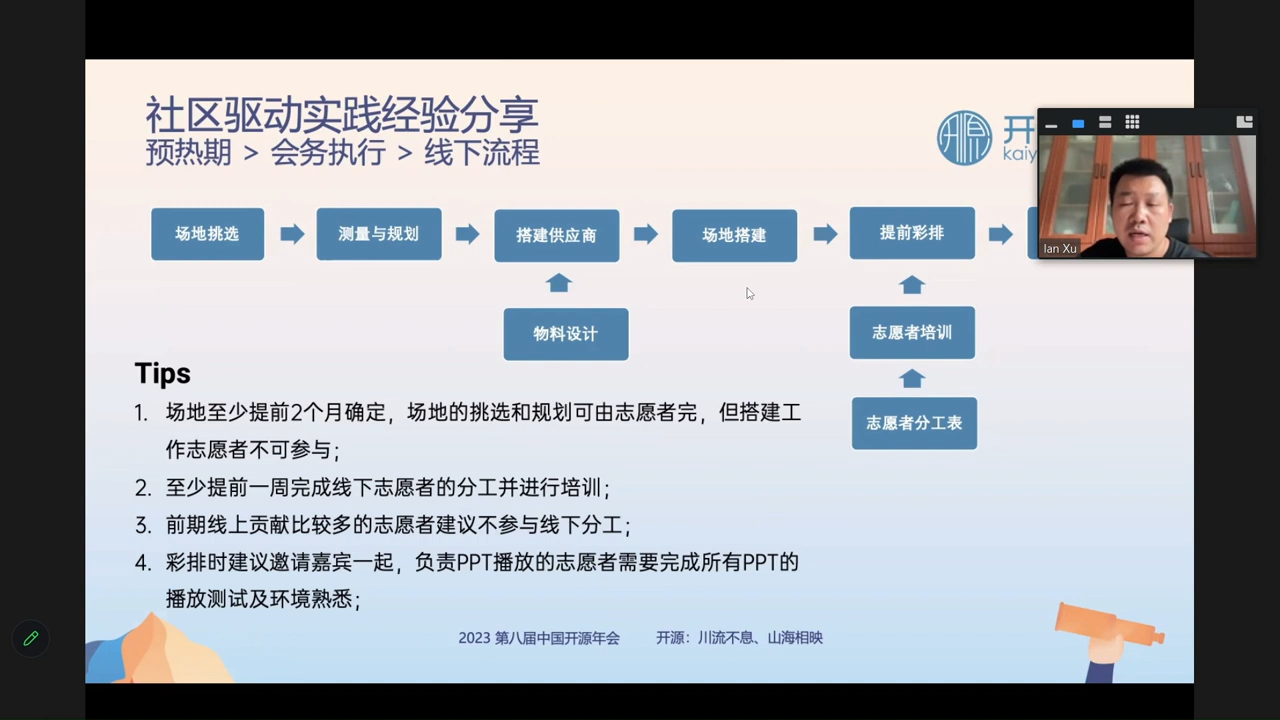 社区驱动实践经验分享
预热期 > 会务执行 > 线下流程
开
kaiy
Ian Xu
场地挑选
测量与规划
搭建供应商
场地搭建
提前彩排
物料设计
志愿者培训
志愿者分工表
Tips
1. 场地至少提前2个月确定，场地的挑选和规划可由志愿者完，但搭建工
作志愿者不可参与；
2. 至少提前一周完成线下志愿者的分工并进行培训；
3. 前期线上贡献比较多的志愿者建议不参与线下分工；
4. 彩排时建议邀请嘉宾一起，负责PPT播放的志愿者需要完成所有PPT的
播放测试及环境熟悉；
2023 第八届中国开源年会 开源：川流不息、山海相映